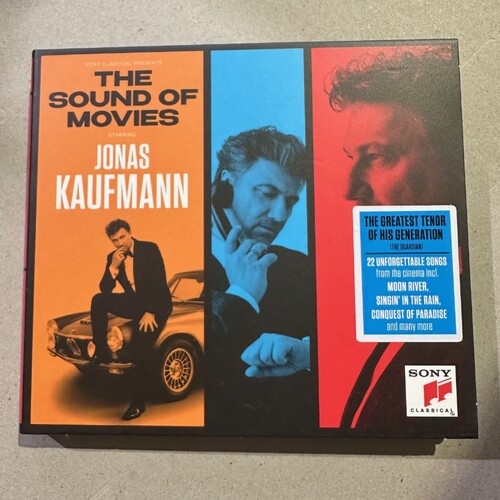 SONY CLASSICAL PRESENTS
THE
SOUND OF
MOVIES
STARRING
JONAS
KAUFMANN
THE GREATEST TENOR
OF HIS GENERATION
(THE GUARDIAN)
22 UNFORGETTABLE SONGS
from the cinema incl.
MOON RIVER,
SINGIN' IN THE RAIN,
CONQUEST OF PARADISE
and many more
SONY
CLASSICAL